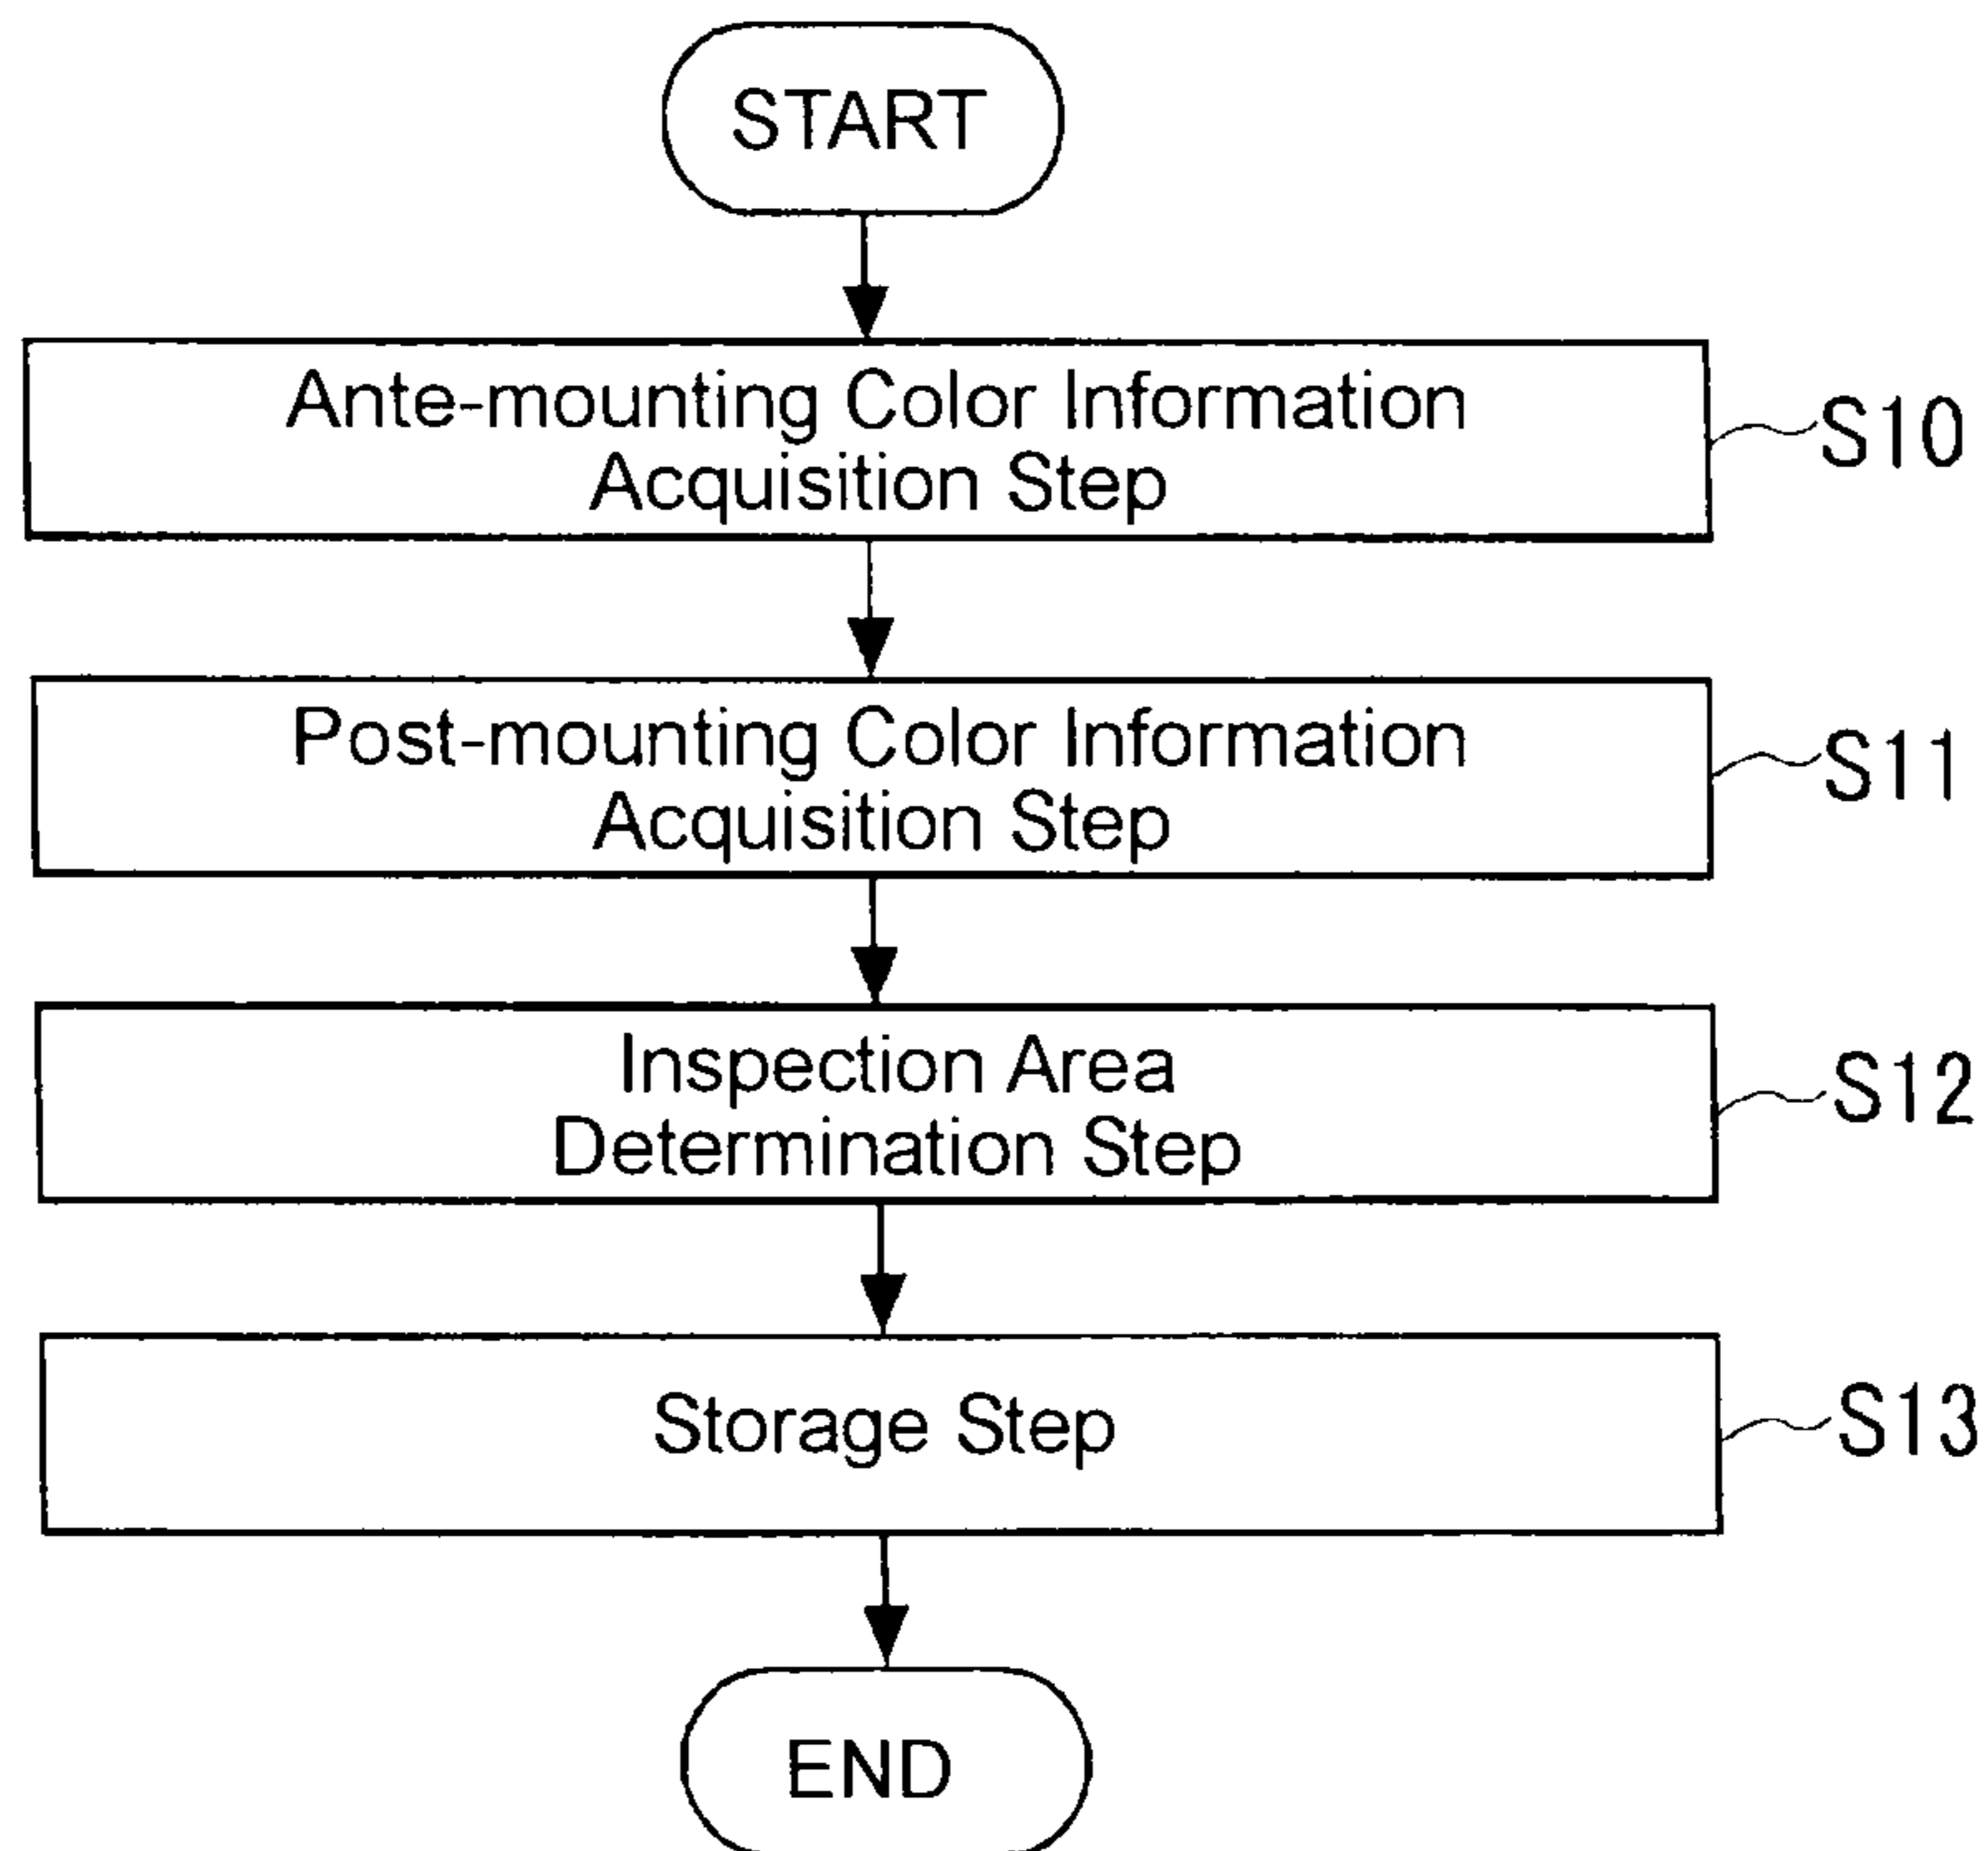 START
Ante-mounting Color Information
Acquisition Step
S10
Post-mounting Color Information
Acquisition Step
S11
Inspection Area
Determination Step
S12
Storage Step
S13
END